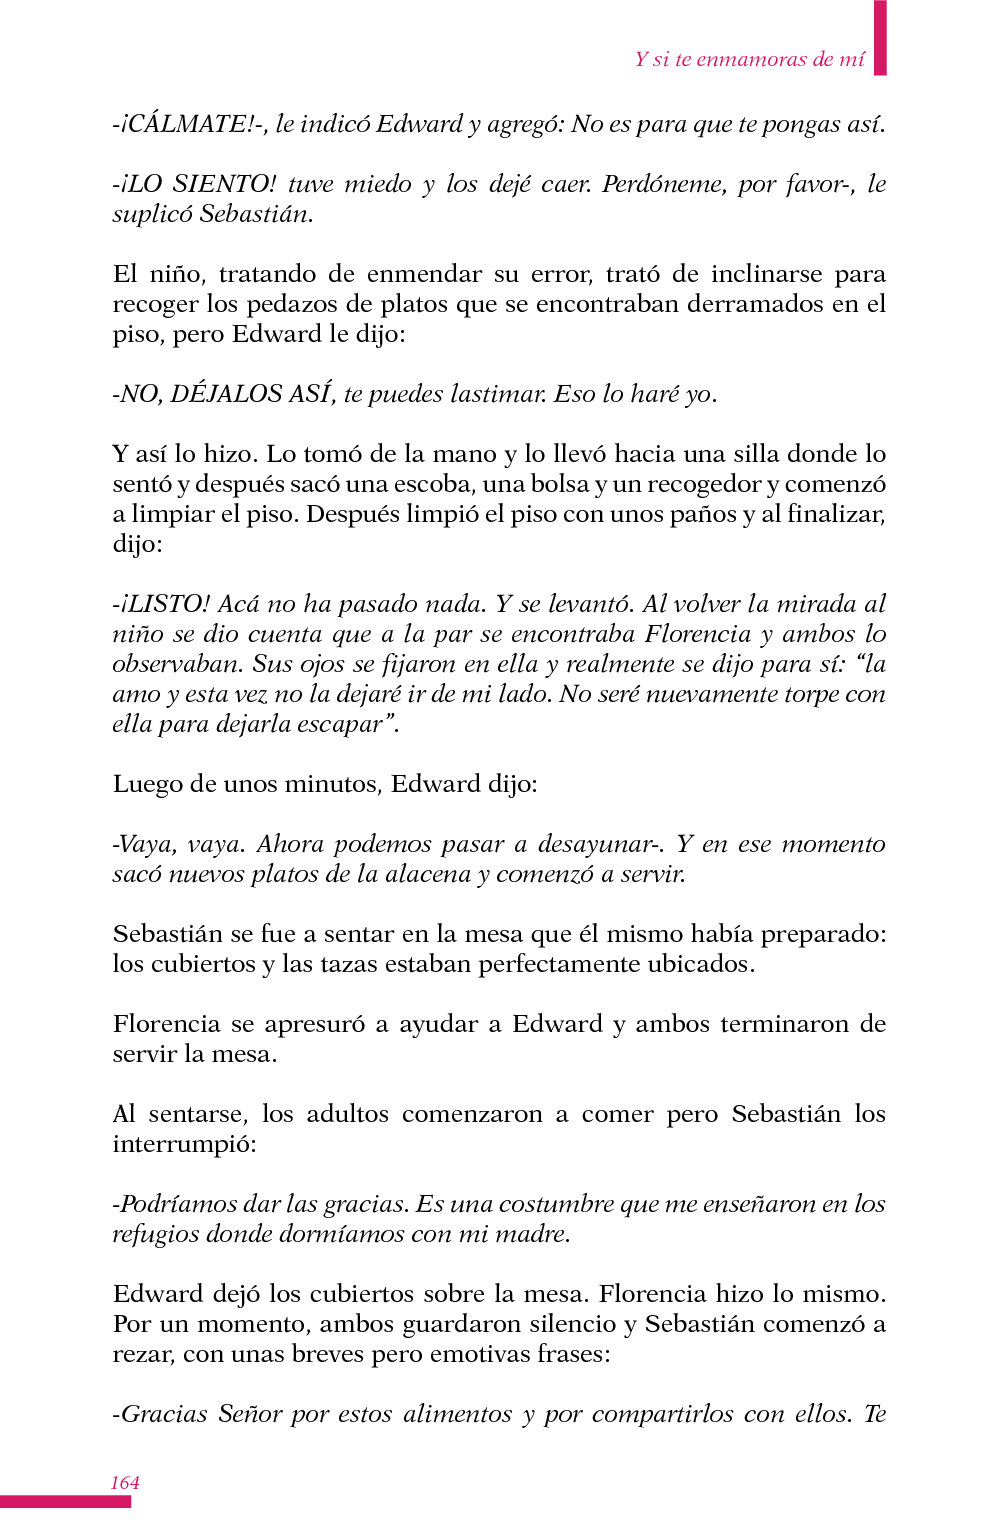 Y si te enmamoras de mí
-¡CÁLMATE!-, le indicó Edward y agregó: No es para que te pongas así.
-¡LO SIENTO! tuve miedo y los dejé caer. Perdóneme, por favor-, le
suplicó Sebastián.
El niño, tratando de enmendar su error, trató de inclinarse para
recoger los pedazos de platos que se encontraban derramados en el
piso, pero Edward le dijo:
-NO, DÉJALOS ASÍ, te puedes lastimar. Eso lo haré yo.
Y así lo hizo. Lo tomó de la mano y lo llevó hacia una silla donde lo
sentó y después sacó una escoba, una bolsa y un recogedor y comenzó
a limpiar el piso. Después limpió el piso con unos paños y al finalizar,
dijo:
-¡LISTO! Acá no ha pasado nada. Y se levantó. Al volver la mirada al
niño se dio cuenta que a la par se encontraba Florencia y ambos lo
observaban. Sus ojos se fijaron en ella y realmente se dijo para sí: “la
amo y esta vez no la dejaré ir de mi lado. No seré nuevamente torpe con
ella para dejarla escapar”.
Luego de unos minutos, Edward dijo:
-Vaya, vaya. Ahora podemos pasar a desayunar-. Y en ese momento
sacó nuevos platos de la alacena y comenzó a servir.
Sebastián se fue a sentar en la mesa que él mismo había preparado:
los cubiertos y las tazas estaban perfectamente ubicados.
Florencia se apresuró a ayudar a Edward y ambos terminaron de
servir la mesa.
Al sentarse, los adultos comenzaron a comer pero Sebastián los
interrumpió:
-Podríamos dar las gracias. Es una costumbre que me enseñaron en los
refugios donde dormíamos con mi madre.
Edward dejó los cubiertos sobre la mesa. Florencia hizo lo mismo.
Por un momento, ambos guardaron silencio y Sebastián comenzó a
rezar, con unas breves pero emotivas frases:
-Gracias Señor por estos alimentos y por compartirlos con ellos. Te
164